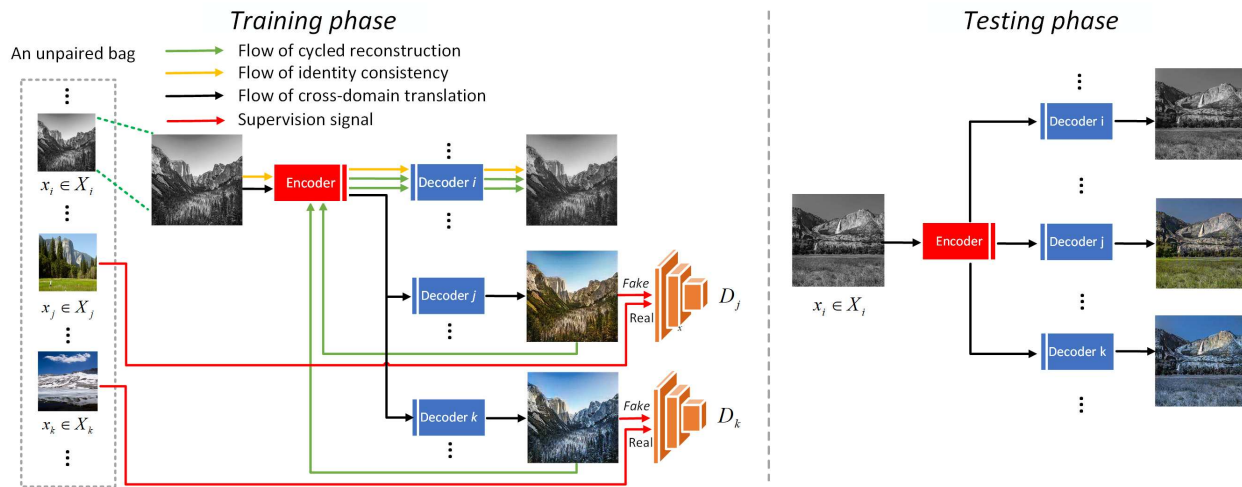 Training phase
An unpaired bag
Flow of cycled reconstruction
Flow of identity consistency
Flow of cross-domain translation
Supervision signal
x_i ∈ X_i
Encoder
Decoder i
x_j ∈ X_j
Decoder j
Fake
Real
x
D_j
x_k ∈ X_k
Decoder k
Fake
Real
D_k
Testing phase
x_i ∈ X_i
Encoder
Decoder i
Decoder j
Decoder k